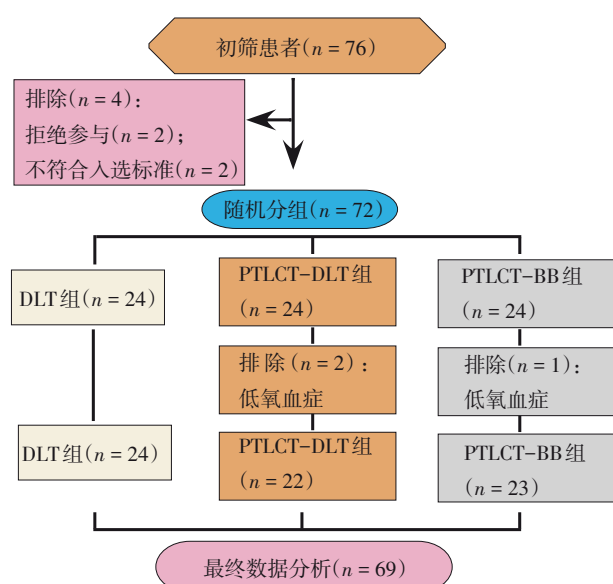 初筛患者(n = 76)
排除(n = 4)：
拒绝参与(n = 2)；
不符合入选标准(n = 2)
随机分组(n = 72)
DLT组(n = 24)
PTLCT-DLT组
(n = 24)
PTLCT-BB组
(n = 24)
排除(n = 2)：
低氧血症
排除(n = 1)：
低氧血症
DLT组(n = 24)
PTLCT-DLT组
(n = 22)
PTLCT-BB组
(n = 23)
最终数据分析(n = 69)